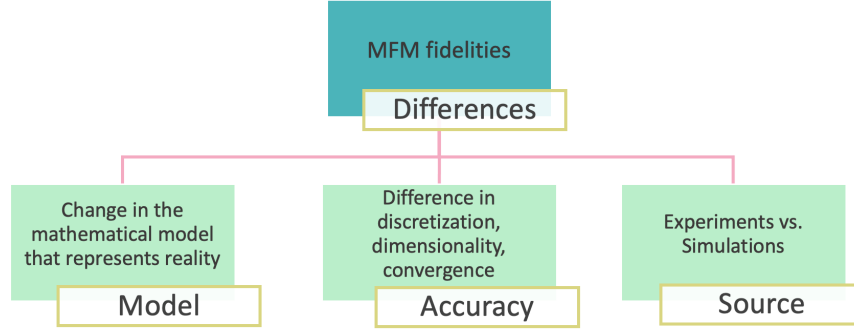 MFM fidelities
Differences
Change in the
mathematical model
that represents reality
Model
Difference in
discretization,
dimensionality,
convergence
Accuracy
Experiments vs.
Simulations
Source